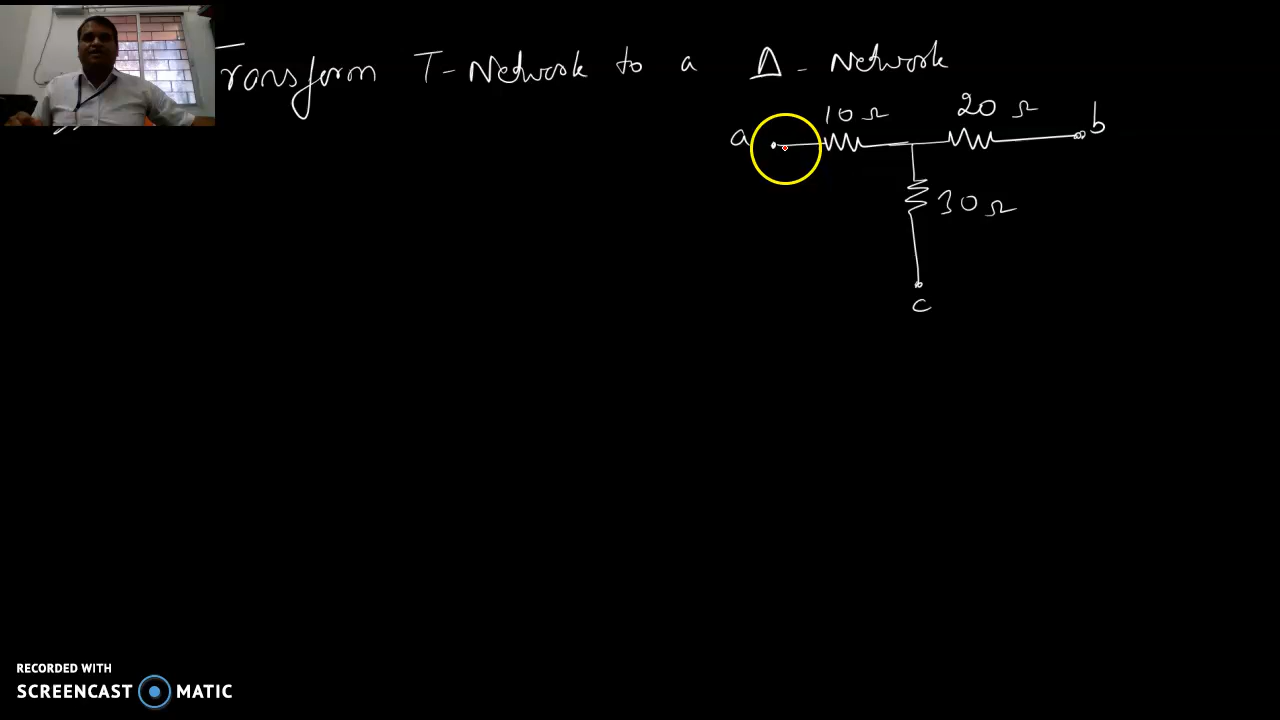 Transform T-Network to a Δ-Network
10 Ω 20 Ω
a b
30 Ω
c
RECORDED WITH
SCREENCAST MATIC